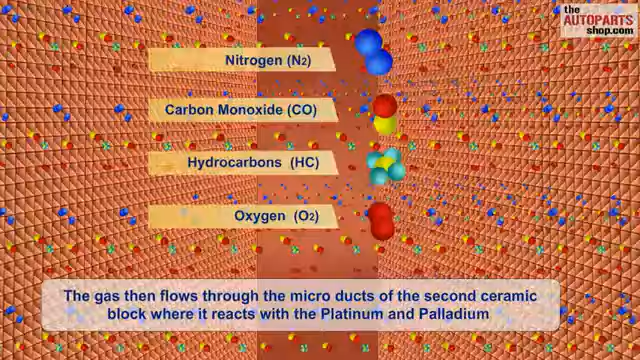 the
AUTOPARTS
shop.com
Nitrogen (N2)
Carbon Monoxide (CO)
Hydrocarbons (HC)
Oxygen (O2)
The gas then flows through the micro ducts of the second ceramic
block where it reacts with the Platinum and Palladium